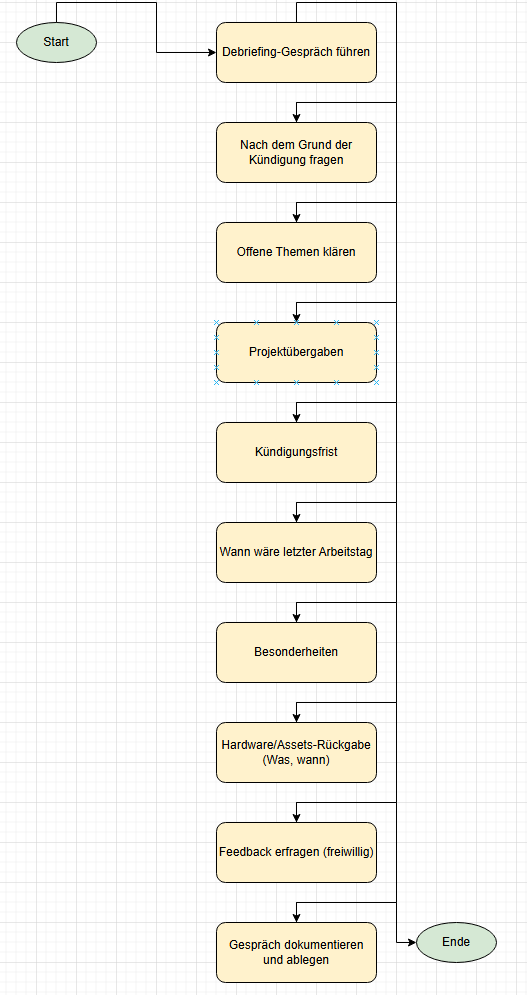 Start
Debriefing-Gespräch führen
Nach dem Grund der
Kündigung fragen
Offene Themen klären
Projektübergaben
Kündigungsfrist
Wann wäre letzter Arbeitstag
Besonderheiten
Hardware/Assets-Rückgabe
(Was, wann)
Feedback erfragen (freiwillig)
Gespräch dokumentieren
und ablegen
Ende